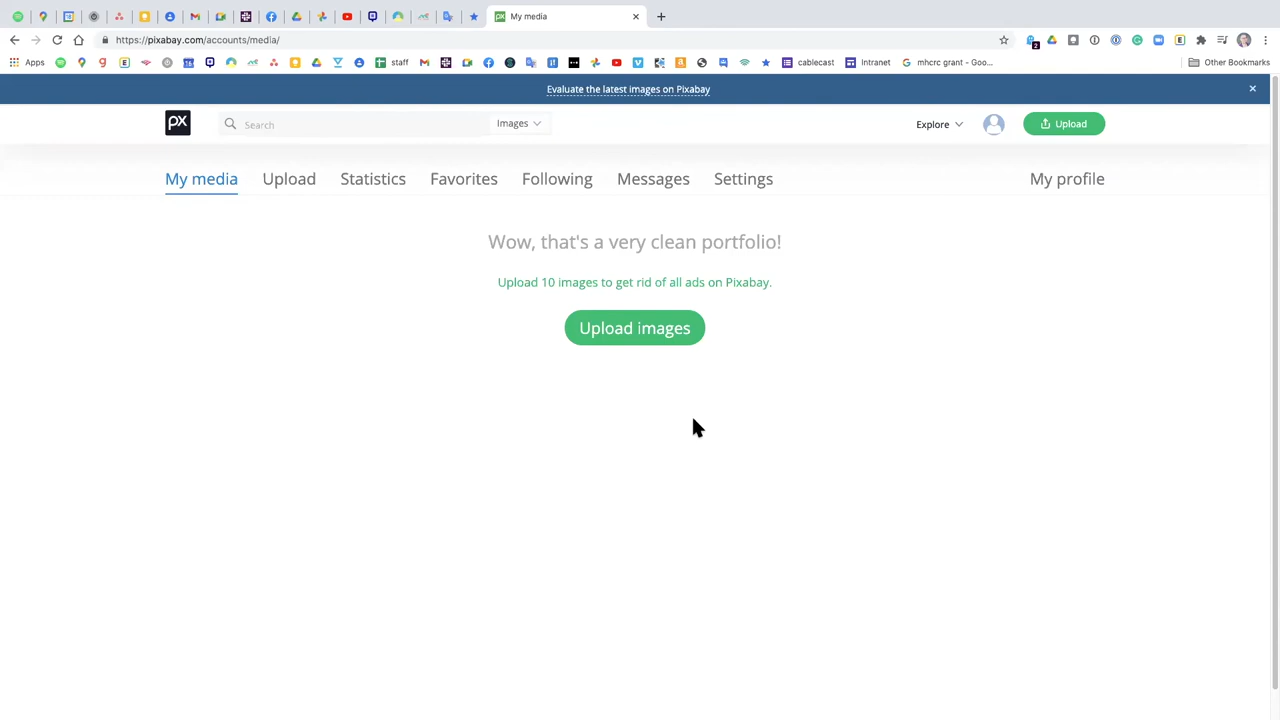 My media
https://pixabay.com/accounts/media/
2
Apps
staff
cablecast
Intranet
mhcrc grant - Goo...
Other Bookmarks
Evaluate the latest images on Pixabay
px
Search
Images
Explore
Upload
My media
Upload
Statistics
Favorites
Following
Messages
Settings
My profile
Wow, that's a very clean portfolio!
Upload 10 images to get rid of all ads on Pixabay.
Upload images